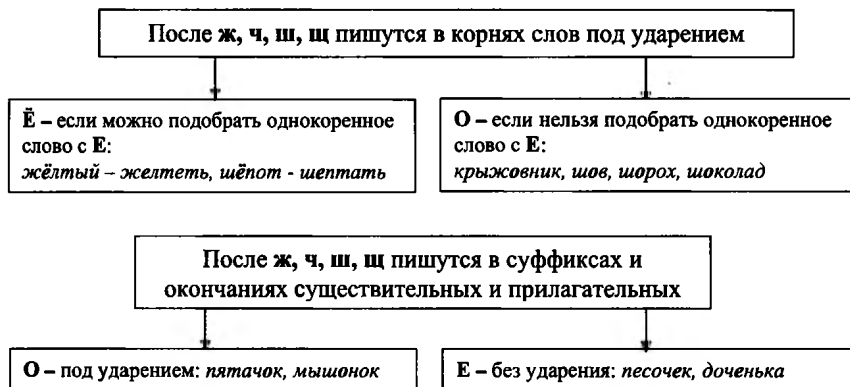 После ж, ч, ш, щ пишутся в корнях слов под ударением
Ё – если можно подобрать однокоренное
слово с Е:
жёлтый – желтеть, шёпот - шептать
О – если нельзя подобрать однокоренное
слово с Е:
крыжовник, шов, шорох, шоколад
После ж, ч, ш, щ пишутся в суффиксах и
окончаниях существительных и прилагательных
О – под ударением: пятачок, мышонок
Е – без ударения: песочек, доченька